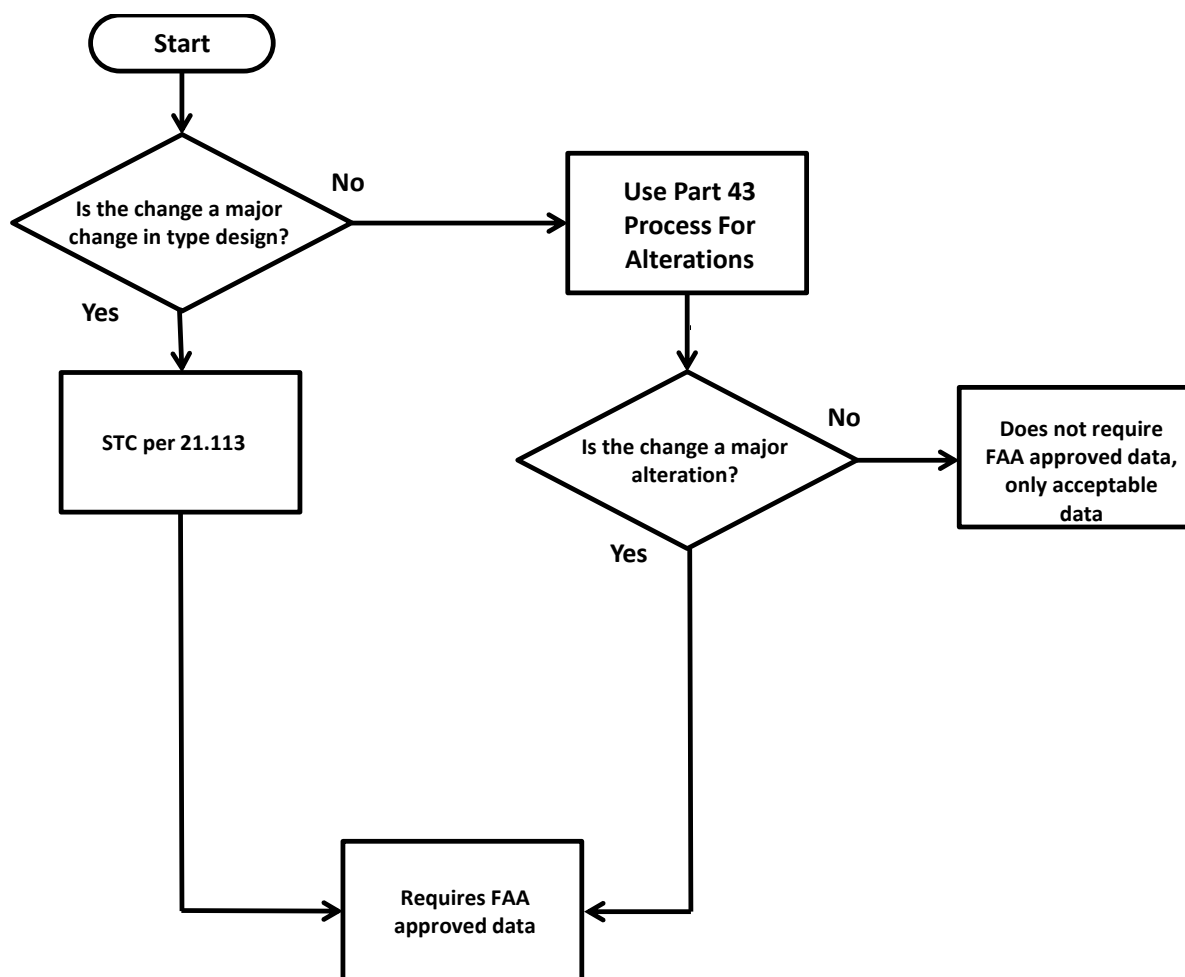 Start
Is the change a major
change in type design?
No
Yes
Use Part 43
Process For
Alterations
STC per 21.113
Is the change a major
alteration?
No
Yes
Does not require
FAA approved data,
only acceptable
data
Requires FAA
approved data